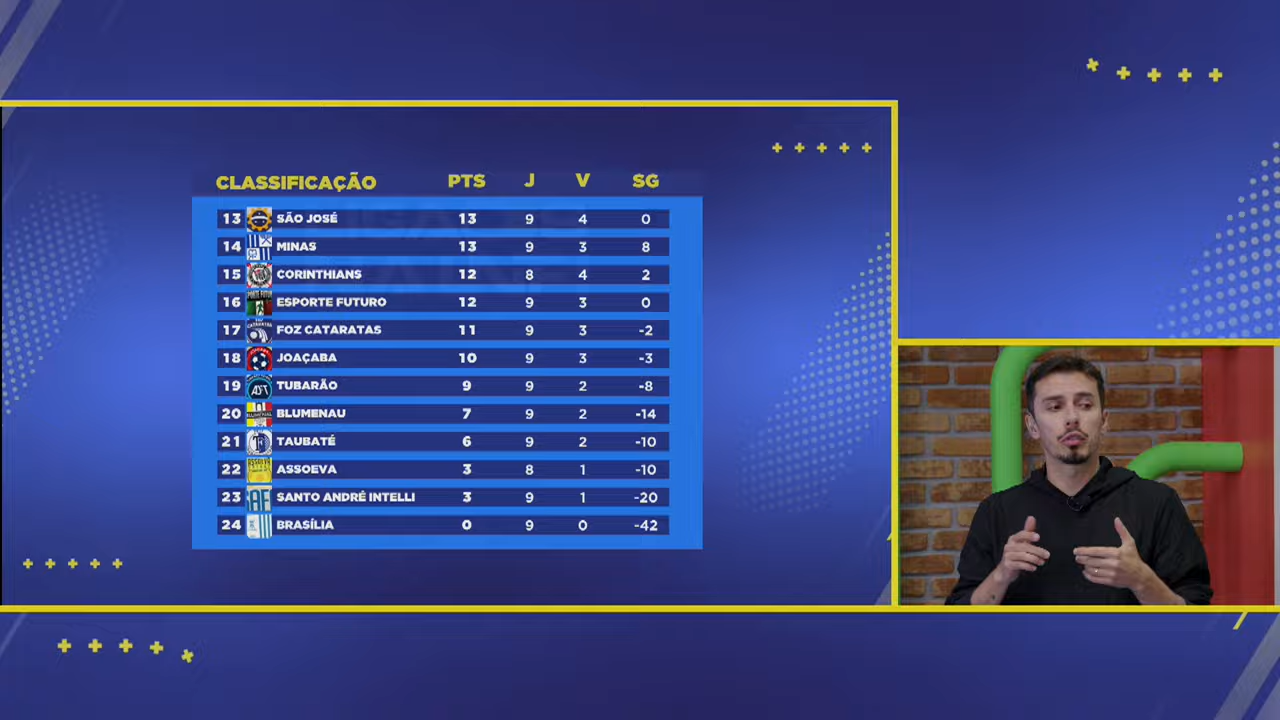 CLASSIFICAÇÃO PTS J V SG
13 SÃO JOSÉ 13 9 4 0
14 MINAS 13 9 3 8
15 CORINTHIANS 12 8 4 2
16 ESPORTE FUTURO 12 9 3 0
17 FOZ CATARATAS 11 9 3 -2
18 JOAÇABA 10 9 3 -3
19 TUBARÃO 9 9 2 -8
20 BLUMENAU 7 9 2 -14
21 TAUBATÉ 6 9 2 -10
22 ASSOEVA 3 8 1 -10
23 SANTO ANDRÉ INTELLI 3 9 1 -20
24 BRASÍLIA 0 9 0 -42